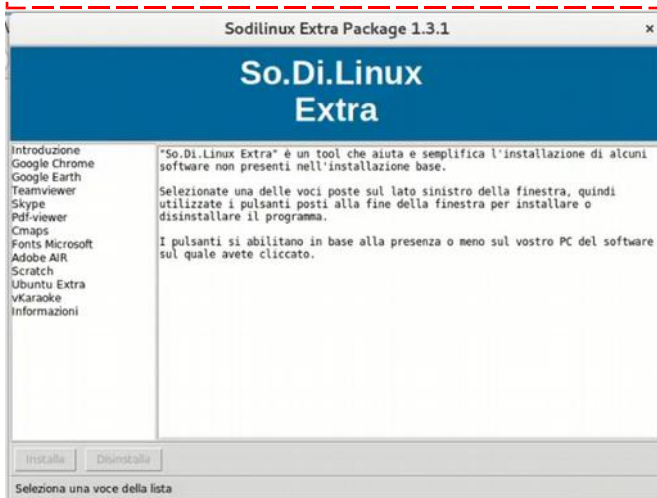 Sodilinux Extra Package 1.3.1
So.Di.Linux
Extra
Introduzione
Google Chrome
Google Earth
Teamviewer
Skype
Pdf-viewer
Cmaps
Fonts Microsoft
Adobe AIR
Scratch
Ubuntu Extra
vKaraoke
Informazioni
"So.Di.Linux Extra" è un tool che aiuta e semplifica l'installazione di alcuni
software non presenti nell'installazione base.
Selezionate una delle voci poste sul lato sinistro della finestra, quindi
utilizzate i pulsanti posti alla fine della finestra per installare o
disinstallare il programma.
I pulsanti si abilitano in base alla presenza o meno sul vostro PC del software
sul quale avete cliccato.
Installa Disinstalla
Seleziona una voce della lista